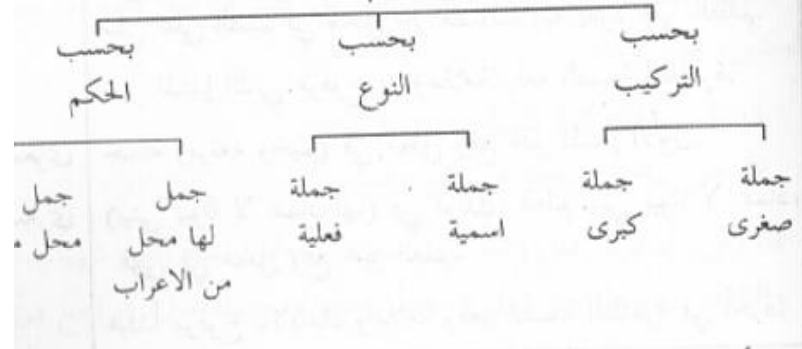 بحسب بحسب بحسب
التركيب النوع الحكم
جملة جملة جملة جملة جمل جمل
صغرى كبرى اسمية فعلية لها محل محل
من الاعراب